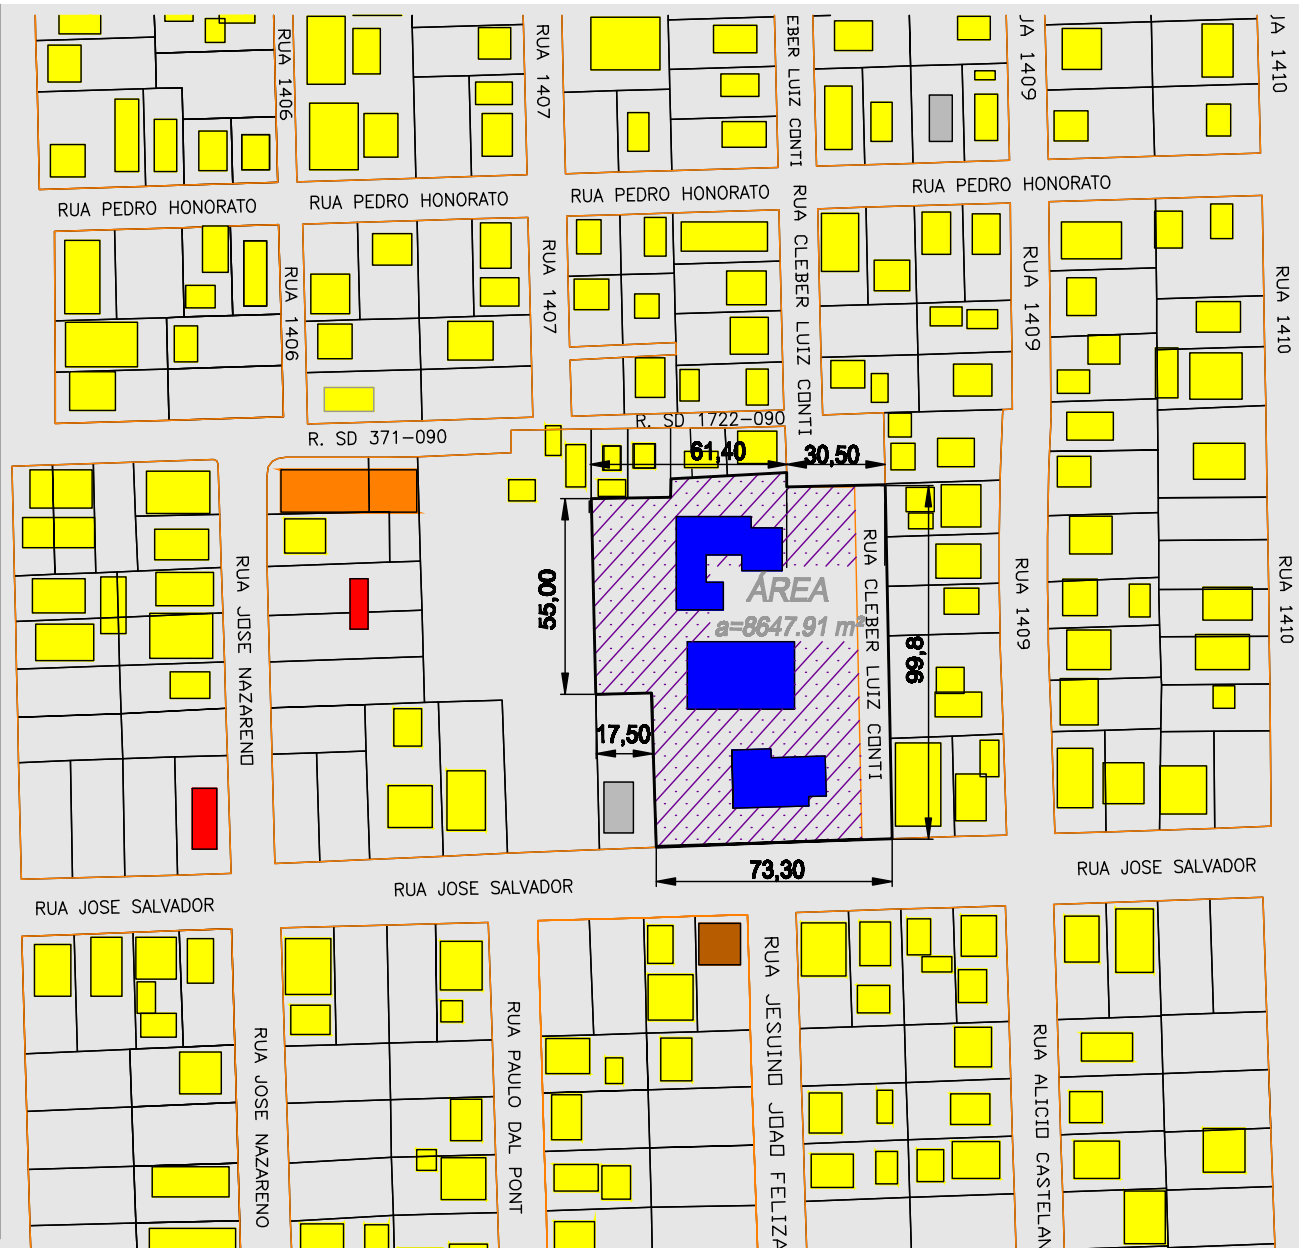 RUA 1406
RUA 1407
EBER LUIZ CONTI
JA 1409
JA 1410
RUA PEDRO HONORATO
RUA PEDRO HONORATO
RUA PEDRO HONORATO
RUA PEDRO HONORATO
RUA 1406
RUA 1407
RUA CLEBER LUIZ CONTI
RUA 1409
RUA 1410
R. SD 371-090
R. SD 1722-090
61,40
30,50
55,00
ÁREA
a=8647.91 m²
RUA CLEBER LUIZ CONTI
99,8
RUA JOSE NAZARENO
RUA 1409
RUA 1410
17,50
73,30
RUA JOSE SALVADOR
RUA JOSE SALVADOR
RUA JOSE SALVADOR
RUA JOSE NAZARENO
RUA PAULO DAL PONT
RUA JESUINO JOAO FELIZA
RUA ALICIO CASTELAN